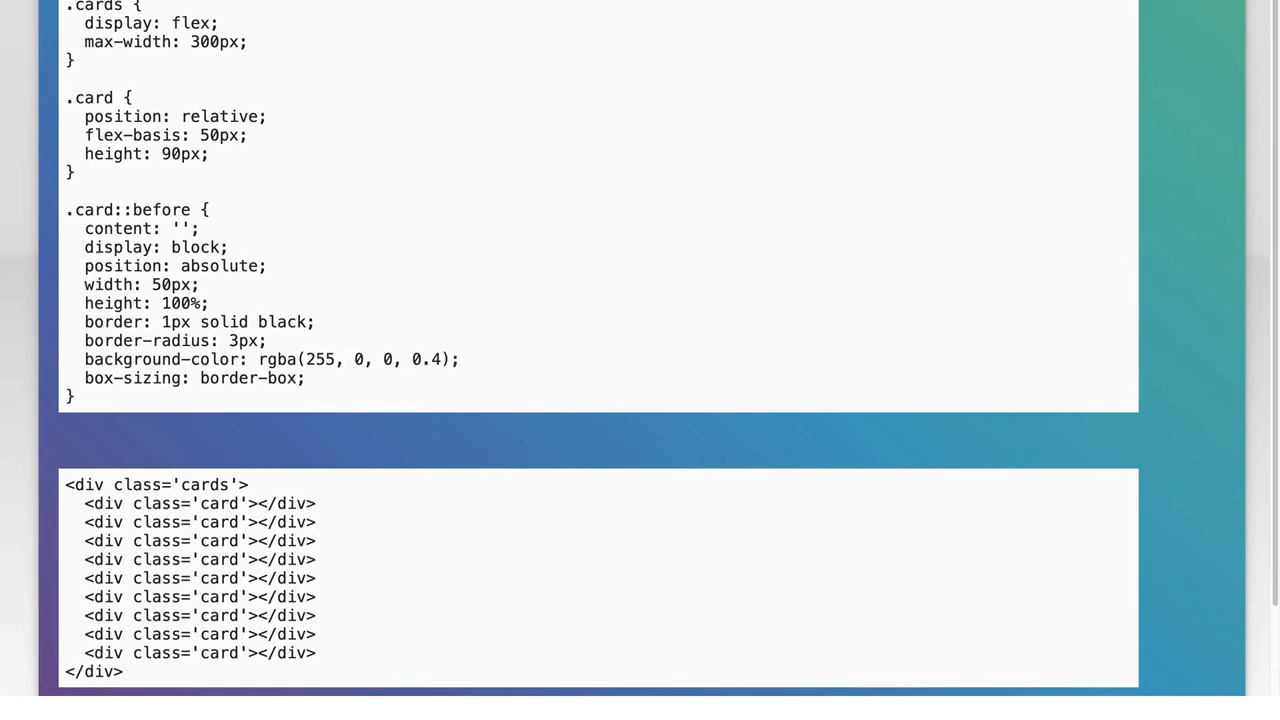 .cards {
  display: flex;
  max-width: 300px;
}

.card {
  position: relative;
  flex-basis: 50px;
  height: 90px;
}

.card::before {
  content: '';
  display: block;
  position: absolute;
  width: 50px;
  height: 100%;
  border: 1px solid black;
  border-radius: 3px;
  background-color: rgba(255, 0, 0, 0.4);
  box-sizing: border-box;
}

<div class='cards'>
  <div class='card'></div>
  <div class='card'></div>
  <div class='card'></div>
  <div class='card'></div>
  <div class='card'></div>
  <div class='card'></div>
  <div class='card'></div>
  <div class='card'></div>
  <div class='card'></div>
</div>